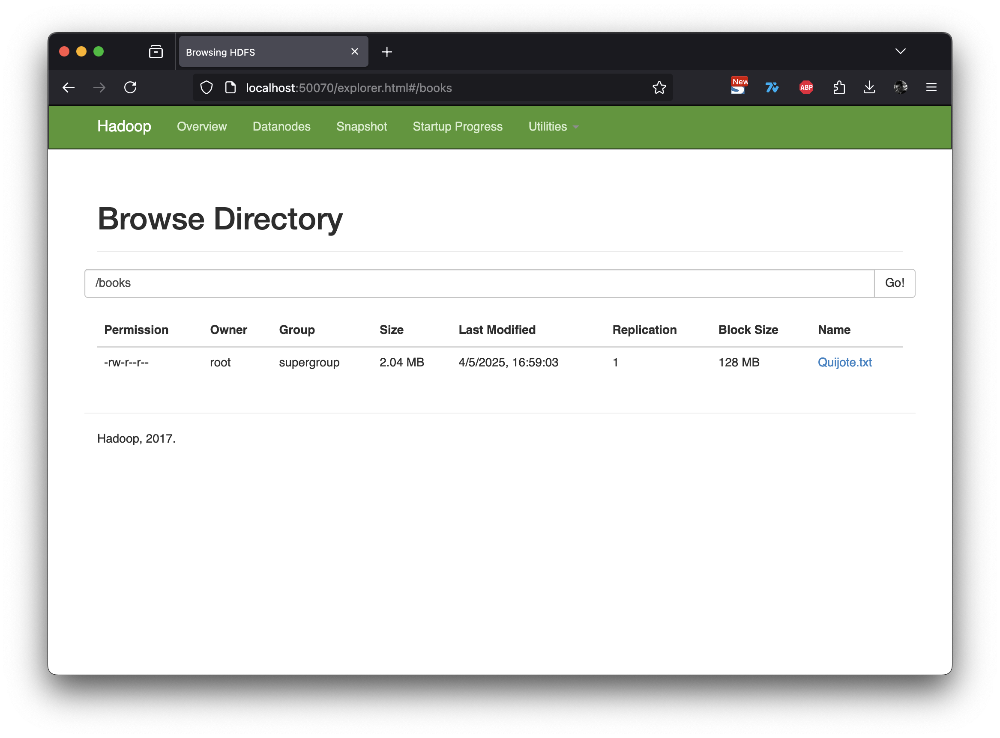 Browsing HDFS
localhost:50070/explorer.html#/books
New
ABP
Hadoop Overview Datanodes Snapshot Startup Progress Utilities
Browse Directory
/books Go!
Permission Owner Group Size Last Modified Replication Block Size Name
-rw-r--r-- root supergroup 2.04 MB 4/5/2025, 16:59:03 1 128 MB Quijote.txt
Hadoop, 2017.